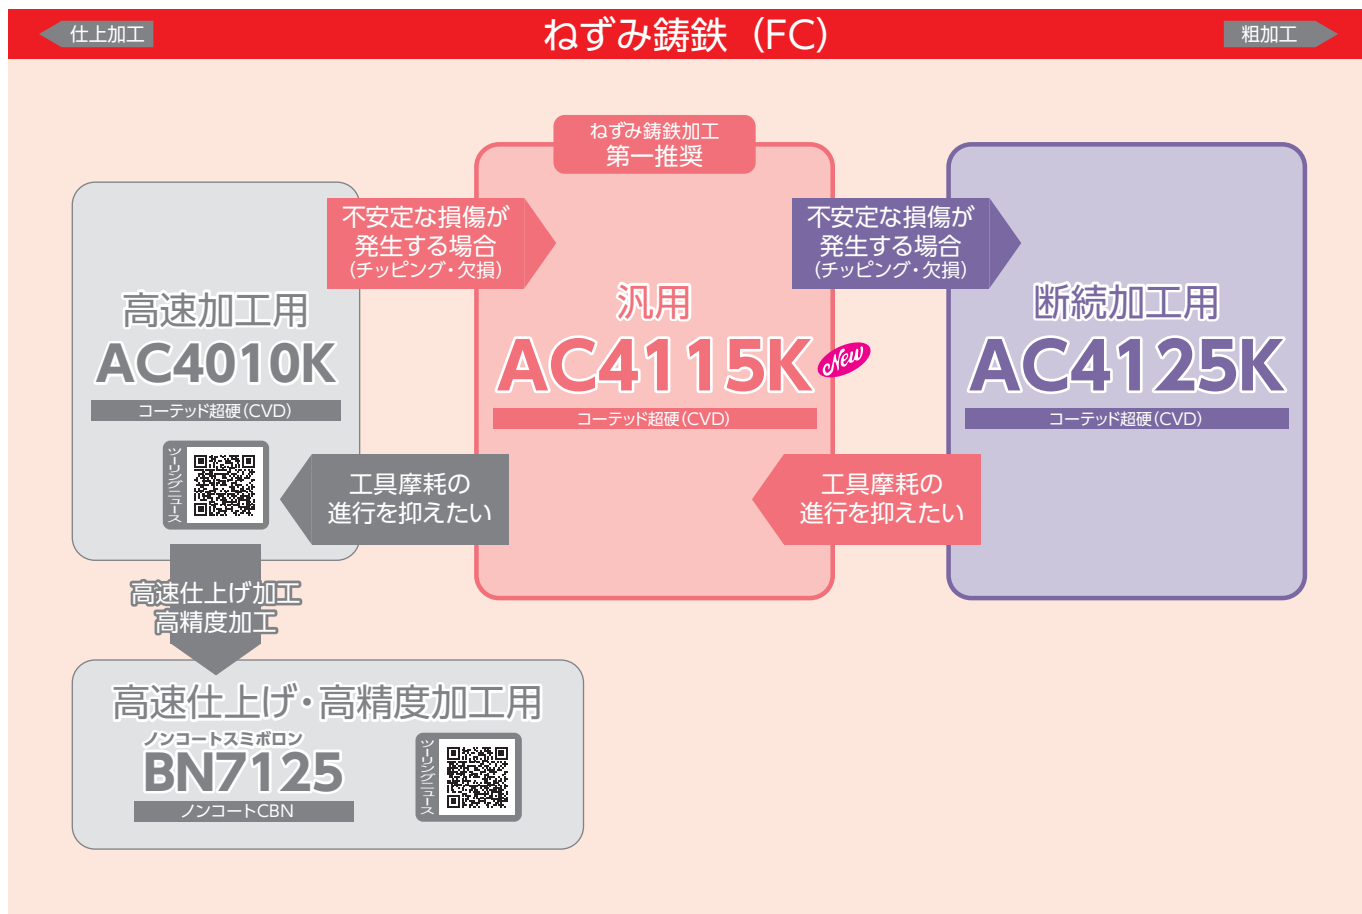 仕上加工
ねずみ鋳鉄（FC）
粗加工
ねずみ鋳鉄加工
第一推奨
不安定な損傷が
発生する場合
（チッピング・欠損）
不安定な損傷が
発生する場合
（チッピング・欠損）
高速加工用
AC4010K
コーテッド超硬（CVD）
汎用
AC4115K
New
コーテッド超硬（CVD）
断続加工用
AC4125K
コーテッド超硬（CVD）
ツーリングニュース
工具摩耗の
進行を抑えたい
工具摩耗の
進行を抑えたい
高速仕上げ加工
高精度加工
高速仕上げ・高精度加工用
ノンコートスミボロン
BN7125
ノンコートCBN
ツーリングニュース